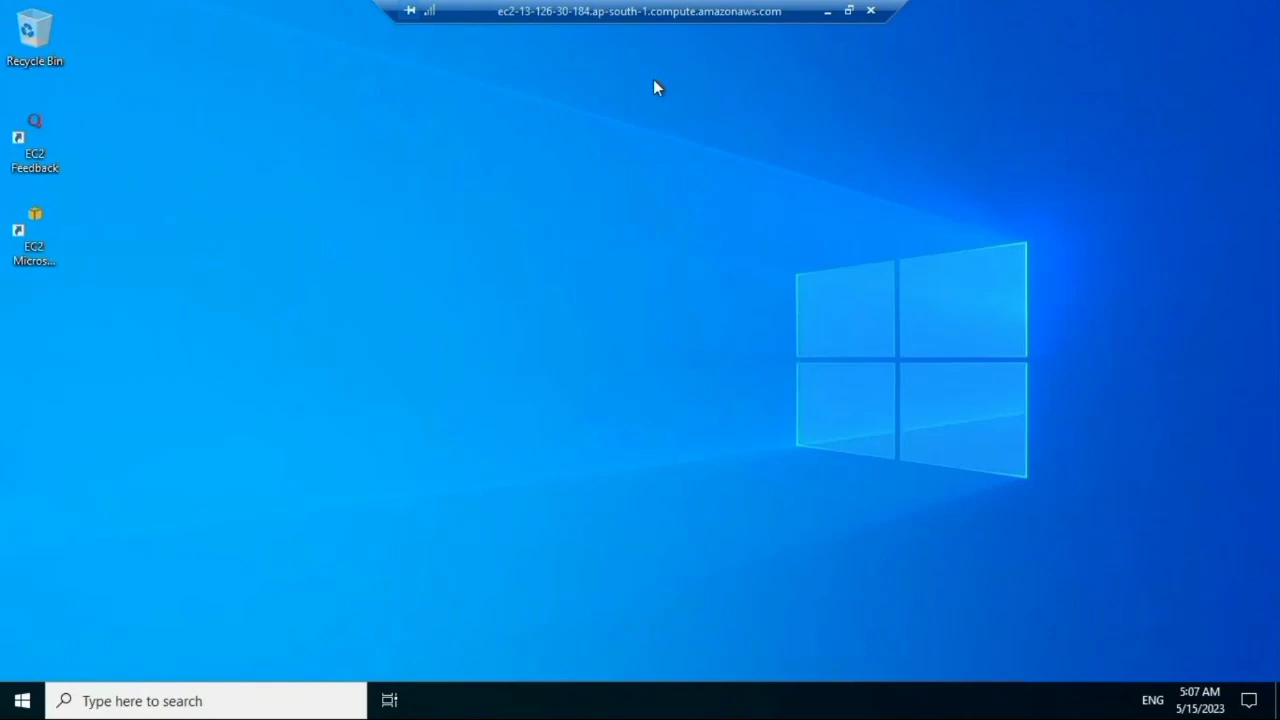 ec2-13-126-30-184.ap-south-1.compute.amazonaws.com
Recycle Bin
EC2
Feedback
EC2
Micros...
Type here to search
ENG
5:07 AM
5/15/2023